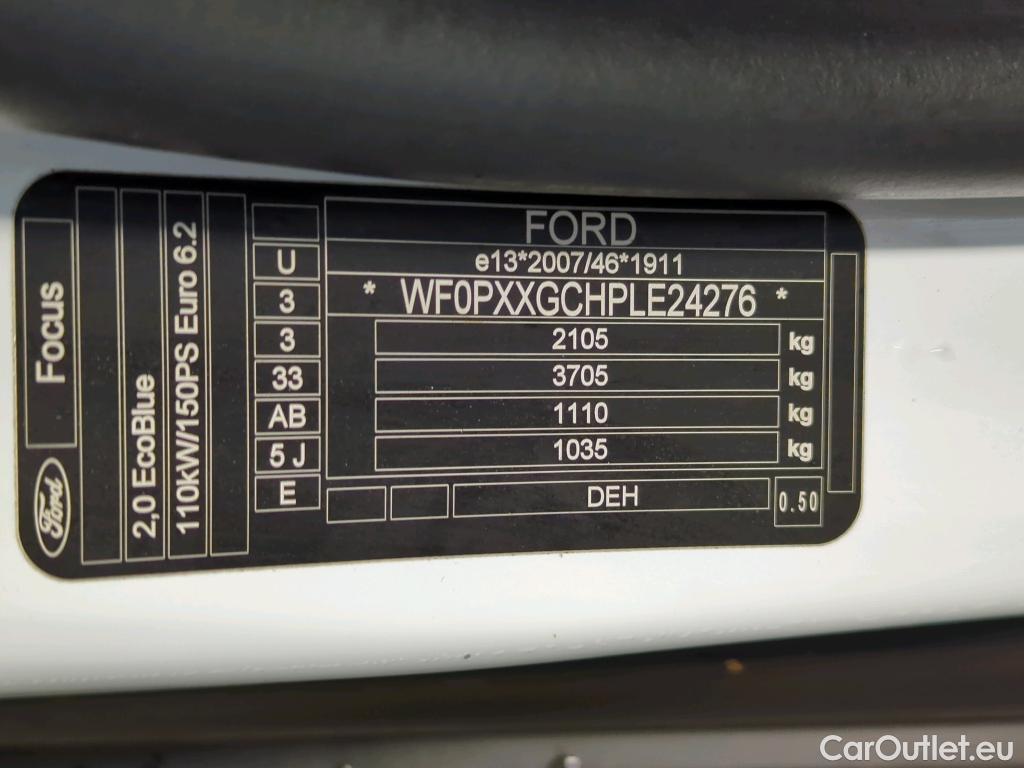 Ford
Focus
2,0 EcoBlue
110kW/150PS Euro 6.2
U
3
3
33
AB
5 J
E
FORD
e13*2007/46*1911
* WF0PXXGCHPLE24276 *
2105 kg
3705 kg
1110 kg
1035 kg
DEH
0.50
CarOutlet.eu